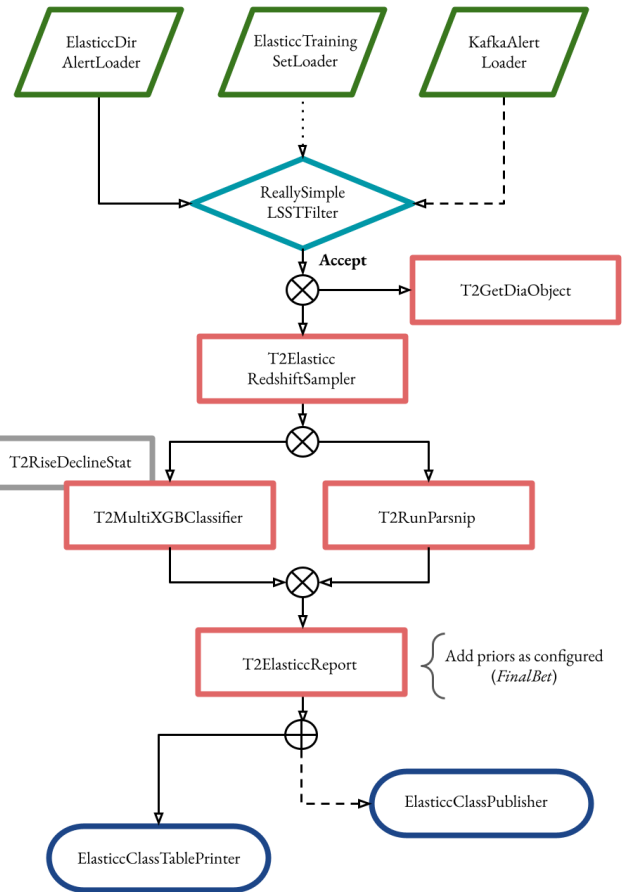 ElasticcDir
AlertLoader
ElasticcTraining
SetLoader
KafkaAlert
Loader
ReallySimple
LSSTFilter
Accept
T2GetDiaObject
T2Elasticc
RedshiftSampler
T2RiseDeclineStat
T2MultiXGBClassifier
T2RunParsnip
T2ElasticcReport
Add priors as configured
(FinalBet)
ElasticcClassPublisher
ElasticcClassTablePrinter